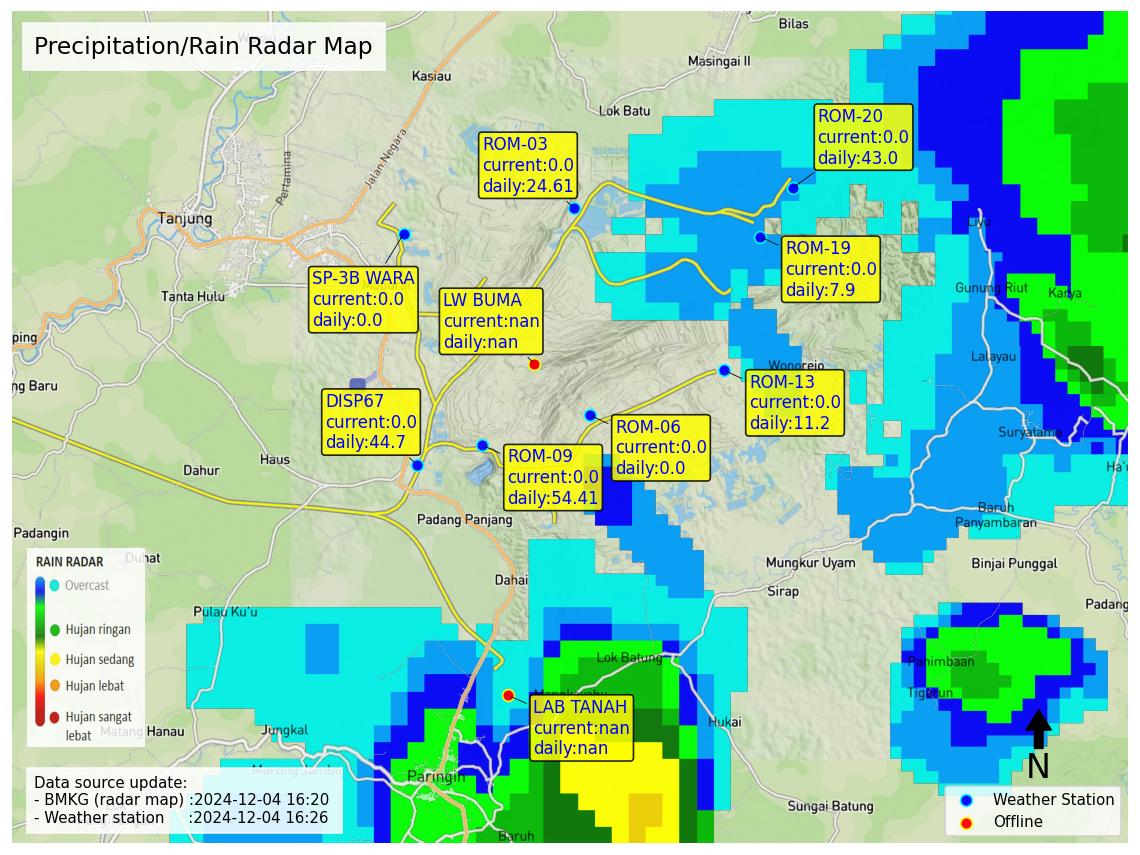 Precipitation/Rain Radar Map
Bilas
Masingai II
Kasiau
Lok Batu
Jalan Negara
Pertamina
Tanjung
Tanta Hulu
ROM-20
current:0.0
daily:43.0
ROM-03
current:0.0
daily:24.61
ROM-19
current:0.0
daily:7.9
SP-3B WARA
current:0.0
daily:0.0
LW BUMA
current:nan
daily:nan
Liyu
Gunung Riut
Karya
Lalayau
Wonorejo
ping
ng Baru
ROM-13
current:0.0
daily:11.2
DISP67
current:0.0
daily:44.7
ROM-06
current:0.0
daily:0.0
ROM-09
current:0.0
daily:54.41
Suryatama
Ha'u
Dahur
Haus
Padang Panjang
Baruh
Panyambaran
Padangin
Duhat
Mungkur Uyam
Binjai Punggal
Dahai
Sirap
Padang
Pulau Ku'u
RAIN RADAR
Overcast
Hujan ringan
Hujan sedang
Hujan lebat
Hujan sangat
lebat
Lok Batung
Panimbaan
Tigarun
LAB TANAH
current:nan
daily:nan
Hukai
Matang Hanau
Jungkal
Murung Jambu
Paringin
Baruh
Sungai Batung
N
Data source update:
- BMKG (radar map) :2024-12-04 16:20
- Weather station :2024-12-04 16:26
Weather Station
Offline